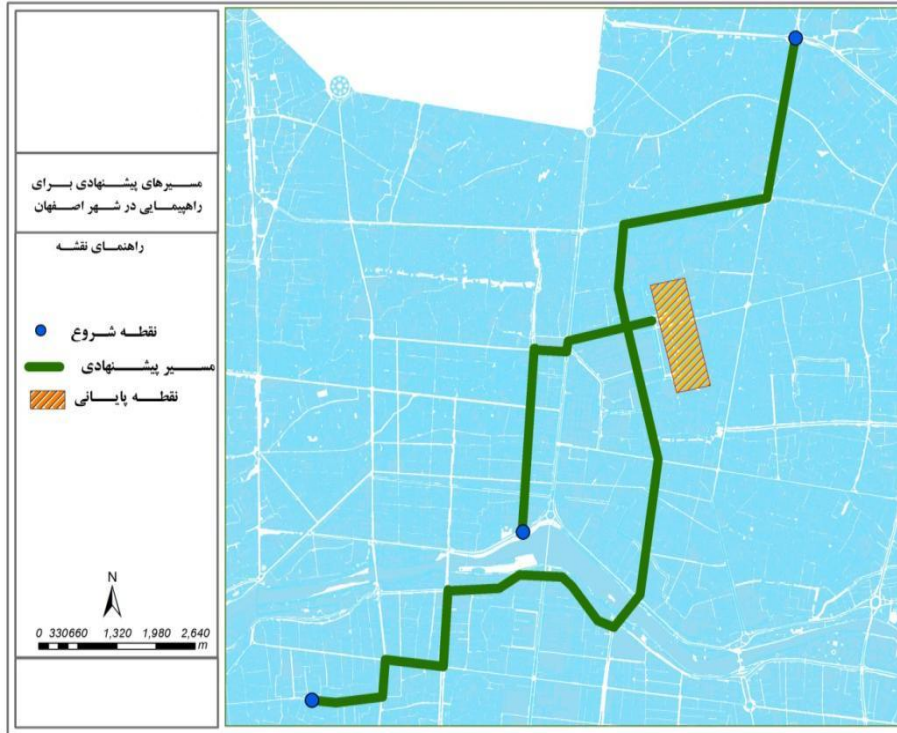 مسیرهای پیشنهادی برای
راهپیمایی در شهر اصفهان
راهنمای نقشه
نقطه شروع
مسیر پیشنهادی
نقطه پایانی
N
0 330660 1,320 1,980 2,640
m